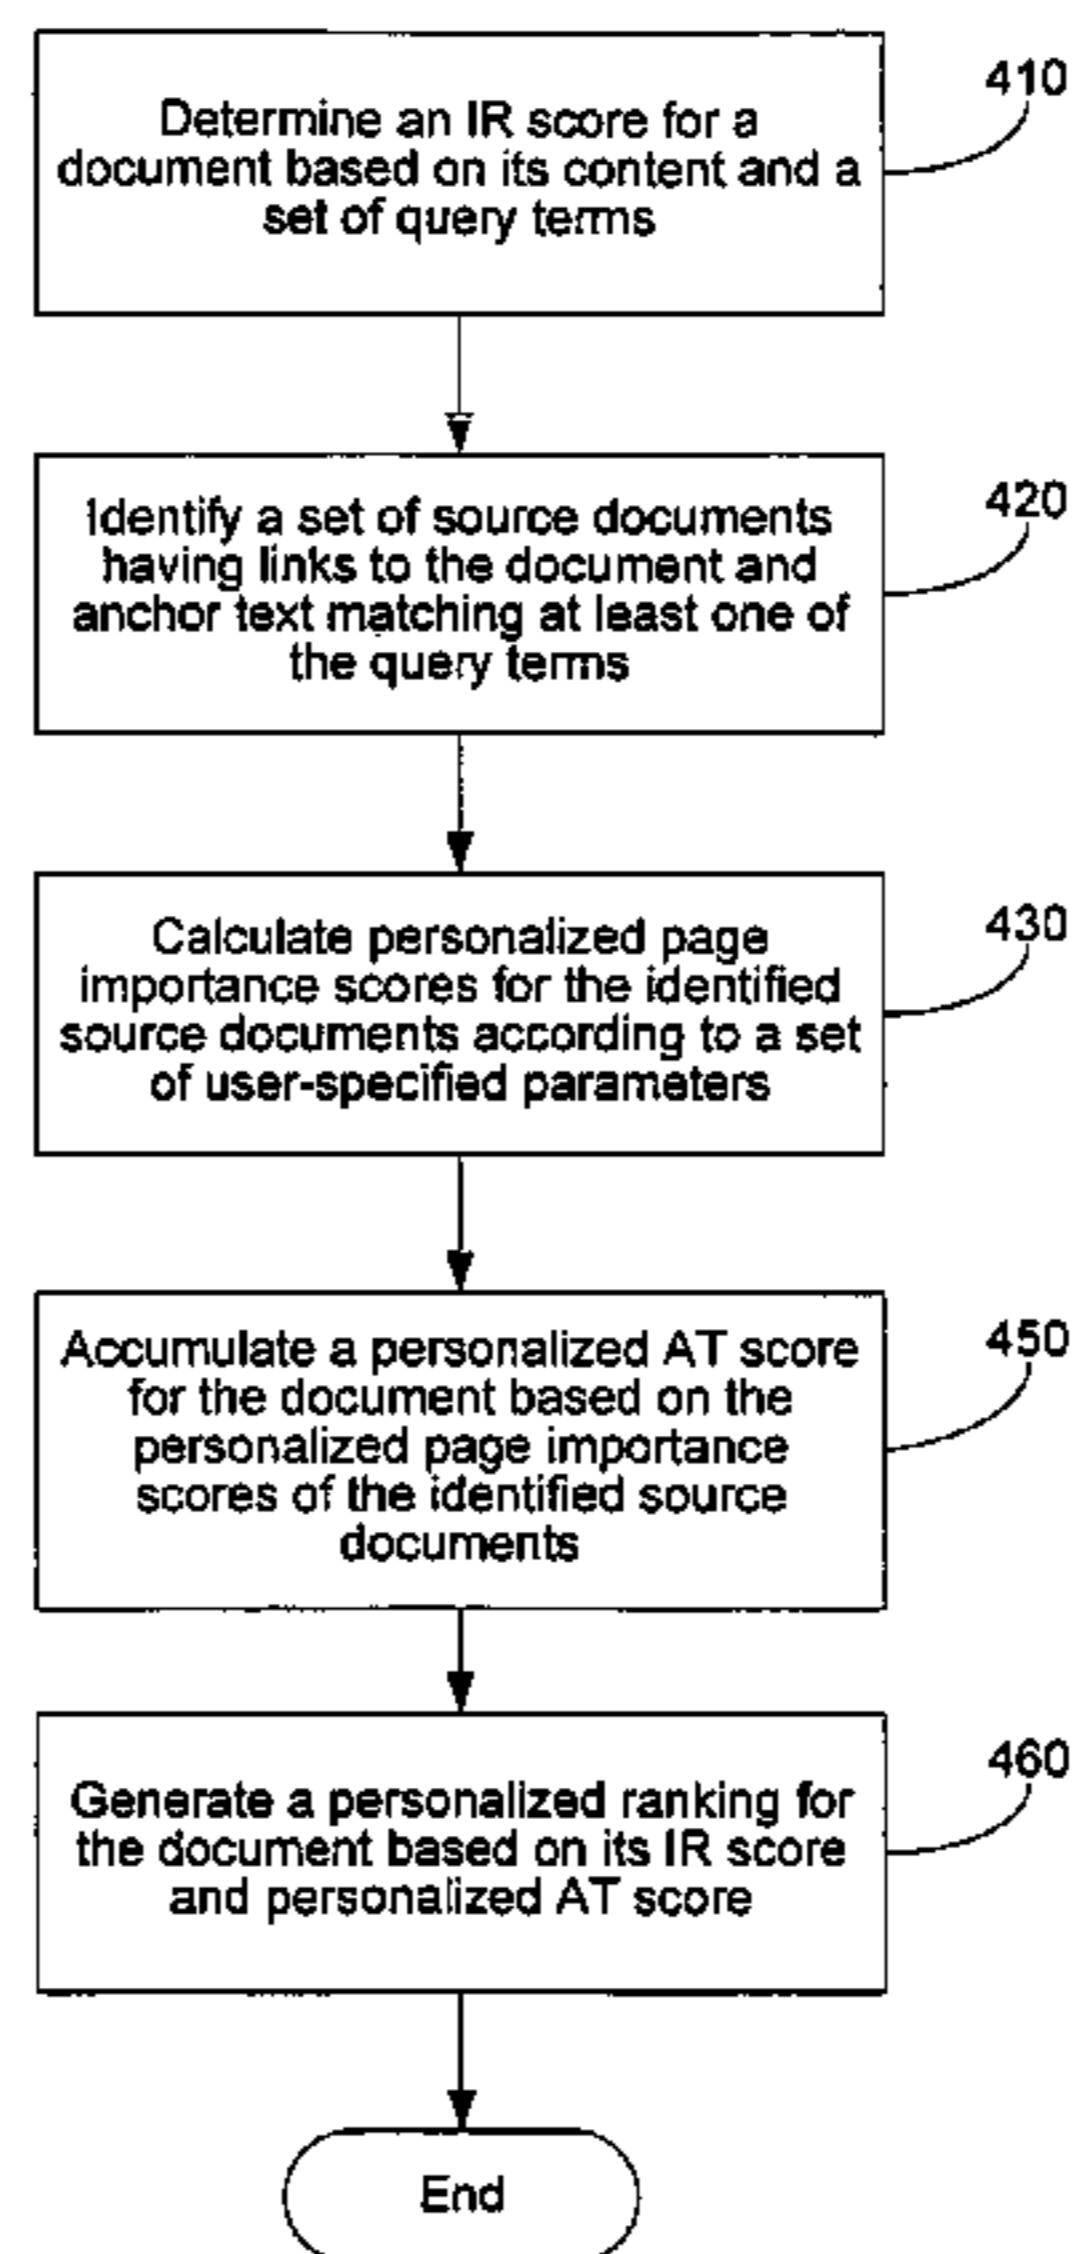 410
Determine an IR score for a
document based on its content and a
set of query terms
420
Identify a set of source documents
having links to the document and
anchor text matching at least one of
the query terms
430
Calculate personalized page
importance scores for the identified
source documents according to a set
of user-specified parameters
450
Accumulate a personalized AT score
for the document based on the
personalized page importance
scores of the identified source
documents
460
Generate a personalized ranking for
the document based on its IR score
and personalized AT score
End